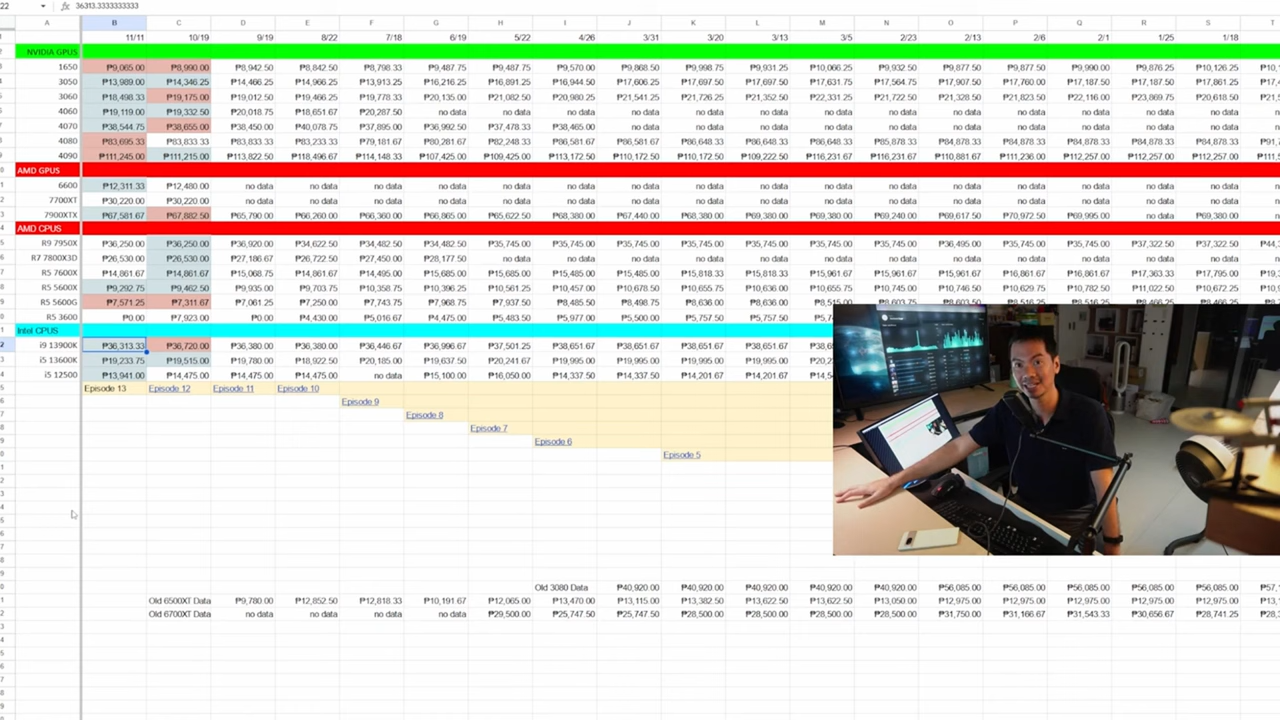 22 36313.3333333333
A B C D E F G H I J K L M N O P Q R S T
11/11 10/19 9/19 8/22 7/18 6/19 5/22 4/26 3/31 3/20 3/13 3/5 2/23 2/13 2/6 2/1 1/25 1/18
NVIDIA GPUS
1650 ₱9,065.00 ₱8,990.00 ₱8,942.50 ₱8,842.50 ₱8,798.33 ₱9,487.75 ₱9,487.75 ₱9,570.00 ₱9,868.50 ₱9,998.75 ₱9,931.25 ₱10,066.25 ₱9,932.50 ₱9,877.50 ₱9,877.50 ₱9,990.00 ₱9,876.25 ₱10,126.25
3050 ₱13,989.00 ₱14,346.25 ₱14,466.25 ₱14,966.25 ₱13,913.25 ₱16,216.25 ₱16,891.25 ₱16,944.50 ₱17,606.25 ₱17,697.50 ₱17,697.50 ₱17,631.75 ₱17,564.75 ₱17,907.50 ₱17,760.00 ₱17,187.50 ₱17,187.50 ₱17,861.25
3060 ₱18,498.33 ₱19,175.00 ₱19,012.50 ₱19,466.25 ₱19,778.33 ₱20,135.00 ₱21,082.50 ₱20,980.25 ₱21,541.25 ₱21,726.25 ₱21,352.50 ₱22,331.25 ₱21,722.50 ₱21,328.50 ₱21,823.50 ₱22,116.00 ₱23,869.75 ₱20,618.50
4060 ₱19,119.00 ₱19,332.50 ₱20,018.75 ₱18,651.67 ₱20,287.50 no data no data no data no data no data no data no data no data no data no data no data no data no data
4070 ₱38,544.75 ₱38,655.00 ₱38,450.00 ₱40,078.75 ₱37,895.00 ₱36,992.50 ₱37,478.33 ₱38,465.00 no data no data no data no data no data no data no data no data no data no data
4080 ₱83,695.33 ₱83,833.33 ₱83,833.33 ₱83,233.33 ₱79,181.67 ₱80,281.67 ₱82,248.33 ₱86,581.67 ₱86,581.67 ₱86,648.33 ₱86,648.33 ₱86,648.33 ₱85,878.33 ₱84,878.33 ₱84,878.33 ₱84,878.33 ₱84,878.33 ₱84,878.33
4090 ₱111,245.00 ₱111,215.00 ₱113,822.50 ₱118,496.67 ₱114,148.33 ₱107,425.00 ₱109,425.00 ₱113,172.50 ₱110,172.50 ₱110,172.50 ₱109,222.50 ₱116,231.67 ₱116,231.67 ₱110,881.67 ₱111,236.00 ₱112,257.00 ₱112,257.00 ₱111,584.50
AMD GPUS
6600 ₱12,311.33 ₱12,480.00 no data no data no data no data no data no data no data no data no data no data no data no data no data no data no data no data
7700XT ₱30,220.00 ₱30,220.00 no data no data no data no data no data no data no data no data no data no data no data no data no data no data no data no data
7900XTX ₱67,581.67 ₱67,882.50 ₱65,790.00 ₱66,260.00 ₱66,360.00 ₱66,865.00 ₱65,622.50 ₱68,380.00 ₱67,440.00 ₱68,380.00 ₱69,380.00 ₱69,380.00 ₱69,240.00 ₱69,617.50 ₱70,972.50 ₱69,995.00 no data ₱69,380.00
AMD CPUS
R9 7950X ₱36,250.00 ₱36,250.00 ₱36,920.00 ₱34,622.50 ₱34,482.50 ₱34,482.50 ₱35,745.00 ₱35,745.00 ₱35,745.00 ₱35,745.00 ₱35,745.00 ₱35,745.00 ₱35,745.00 ₱36,495.00 ₱35,745.00 ₱37,322.50 ₱37,322.50 ₱35,745.00
R7 7800X3D ₱26,530.00 ₱26,530.00 ₱27,186.67 ₱26,722.50 ₱27,450.00 ₱28,177.50 no data no data no data no data no data no data no data no data no data no data no data no data
R5 7600X ₱14,861.67 ₱14,861.67 ₱15,068.75 ₱14,861.67 ₱14,495.00 ₱15,685.00 ₱15,685.00 ₱15,485.00 ₱15,485.00 ₱15,818.33 ₱15,818.33 ₱15,961.67 ₱15,961.67 ₱16,861.67 ₱16,861.67 ₱17,363.33 ₱17,795.00
R5 5600X ₱9,292.75 ₱9,462.50 ₱9,935.00 ₱9,703.75 ₱10,358.75 ₱10,396.25 ₱10,561.25 ₱10,457.00 ₱10,678.50 ₱10,655.75 ₱10,655.75 ₱10,636.75 ₱10,745.00 ₱10,746.50 ₱10,629.50 ₱10,782.50 ₱11,022.50
R5 5600G ₱7,571.25 ₱7,311.67 ₱7,061.25 ₱7,250.00 ₱7,743.75 ₱7,968.75 ₱7,937.50 ₱8,485.50 ₱8,498.75 ₱8,636.00 ₱8,636.00 ₱8,515.00 ₱8,603.75 ₱8,603.50 ₱8,516.25 ₱8,516.25 ₱8,466.25
R5 3600 ₱0.00 ₱7,923.00 ₱0.00 ₱4,430.00 ₱5,016.67 ₱4,475.00 ₱5,483.50 ₱5,977.00 ₱5,500.00 ₱5,757.50 ₱5,757.50
Intel CPUS
i9 13900K ₱36,313.33 ₱36,720.00 ₱36,380.00 ₱36,380.00 ₱36,446.67 ₱36,996.67 ₱37,501.25 ₱38,651.67 ₱38,651.67 ₱38,651.67 ₱38,651.67
i5 13600K ₱19,233.75 ₱19,515.00 ₱19,780.00 ₱18,922.50 ₱20,185.00 ₱19,637.50 ₱20,241.67 ₱19,995.00 ₱19,995.00 ₱19,995.00 ₱19,995.00
i5 12500 ₱13,941.00 ₱14,475.00 ₱14,475.00 ₱14,475.00 no data ₱15,100.00 ₱16,050.00 ₱14,337.50 ₱14,337.50 ₱14,201.67 ₱14,201.67
Episode 13 Episode 12 Episode 11 Episode 10
Episode 9
Episode 8
Episode 7
Episode 6
Episode 5
Old 3080 Data ₱40,920.00 ₱40,920.00 ₱40,920.00 ₱40,920.00 ₱40,920.00 ₱56,085.00 ₱56,085.00 ₱56,085.00 ₱56,085.00 ₱56,085.00
Old 6500XT Data ₱9,780.00 ₱12,852.50 ₱12,818.33 ₱10,191.67 ₱12,065.00 ₱13,470.00 ₱13,115.00 ₱13,382.50 ₱13,622.50 ₱13,622.50 ₱13,050.00 ₱12,975.00 ₱12,975.00 ₱12,975.00 ₱12,975.00 ₱12,975.00
Old 6700XT Data no data no data no data no data ₱29,500.00 ₱25,747.50 ₱25,747.50 ₱28,500.00 ₱28,500.00 ₱28,500.00 ₱28,500.00 ₱31,750.00 ₱31,166.67 ₱31,543.33 ₱30,656.67 ₱28,741.25